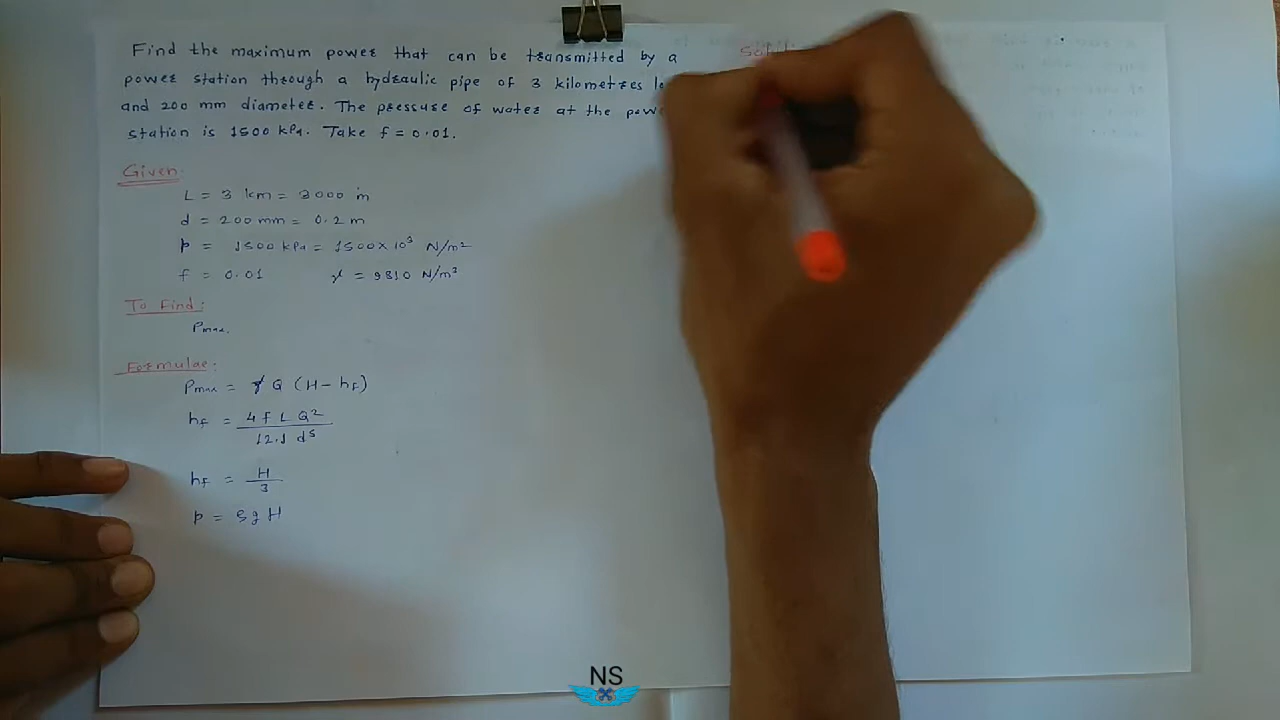 Find the maximum power that can be transmitted by a
power station through a hydraulic pipe of 3 kilometres
and 200 mm diameter. The pressure of water at the
station is 1500 kPa. Take f = 0.01.
Given
L = 3 km = 3000 m
d = 200 mm = 0.2 m
p = 1500 kPa = 1500 × 10³ N/m²
f = 0.01 γ = 9810 N/m³
To Find:
Pmax.
Formulae:
Pmax = γ Q (H - hf)
hf = 4 f L Q² / 12.1 d⁵
hf = H / 3
p = ρ g H
NS